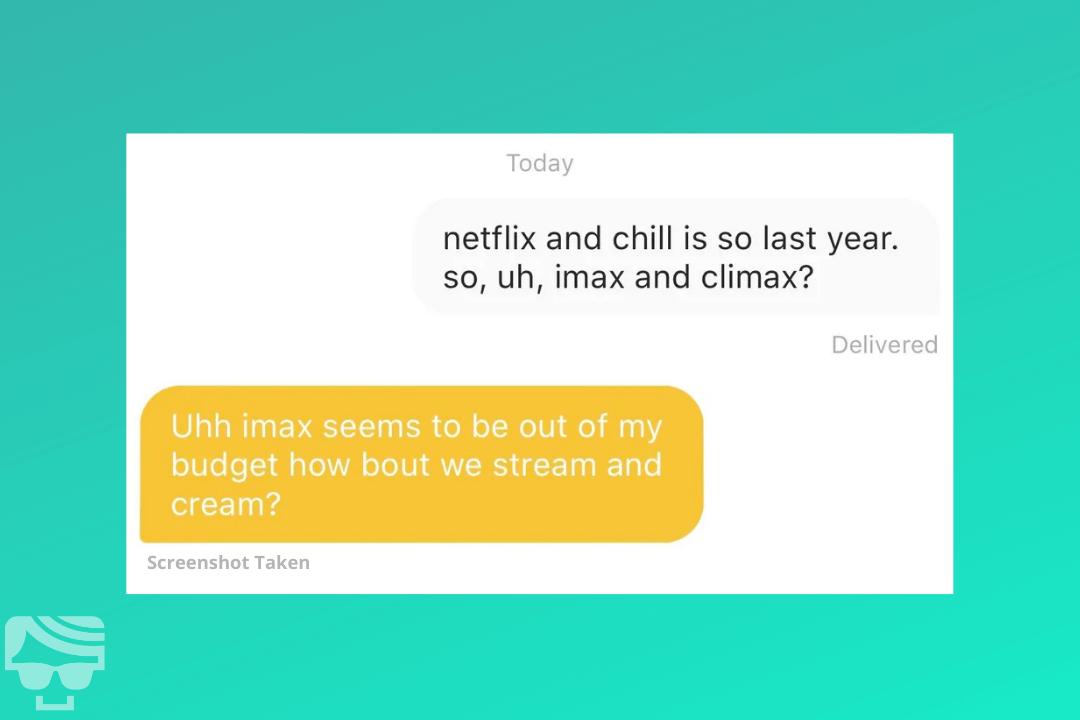 Today
netflix and chill is so last year.
so, uh, imax and climax?
Delivered
Uhh imax seems to be out of my
budget how bout we stream and
cream?
Screenshot Taken